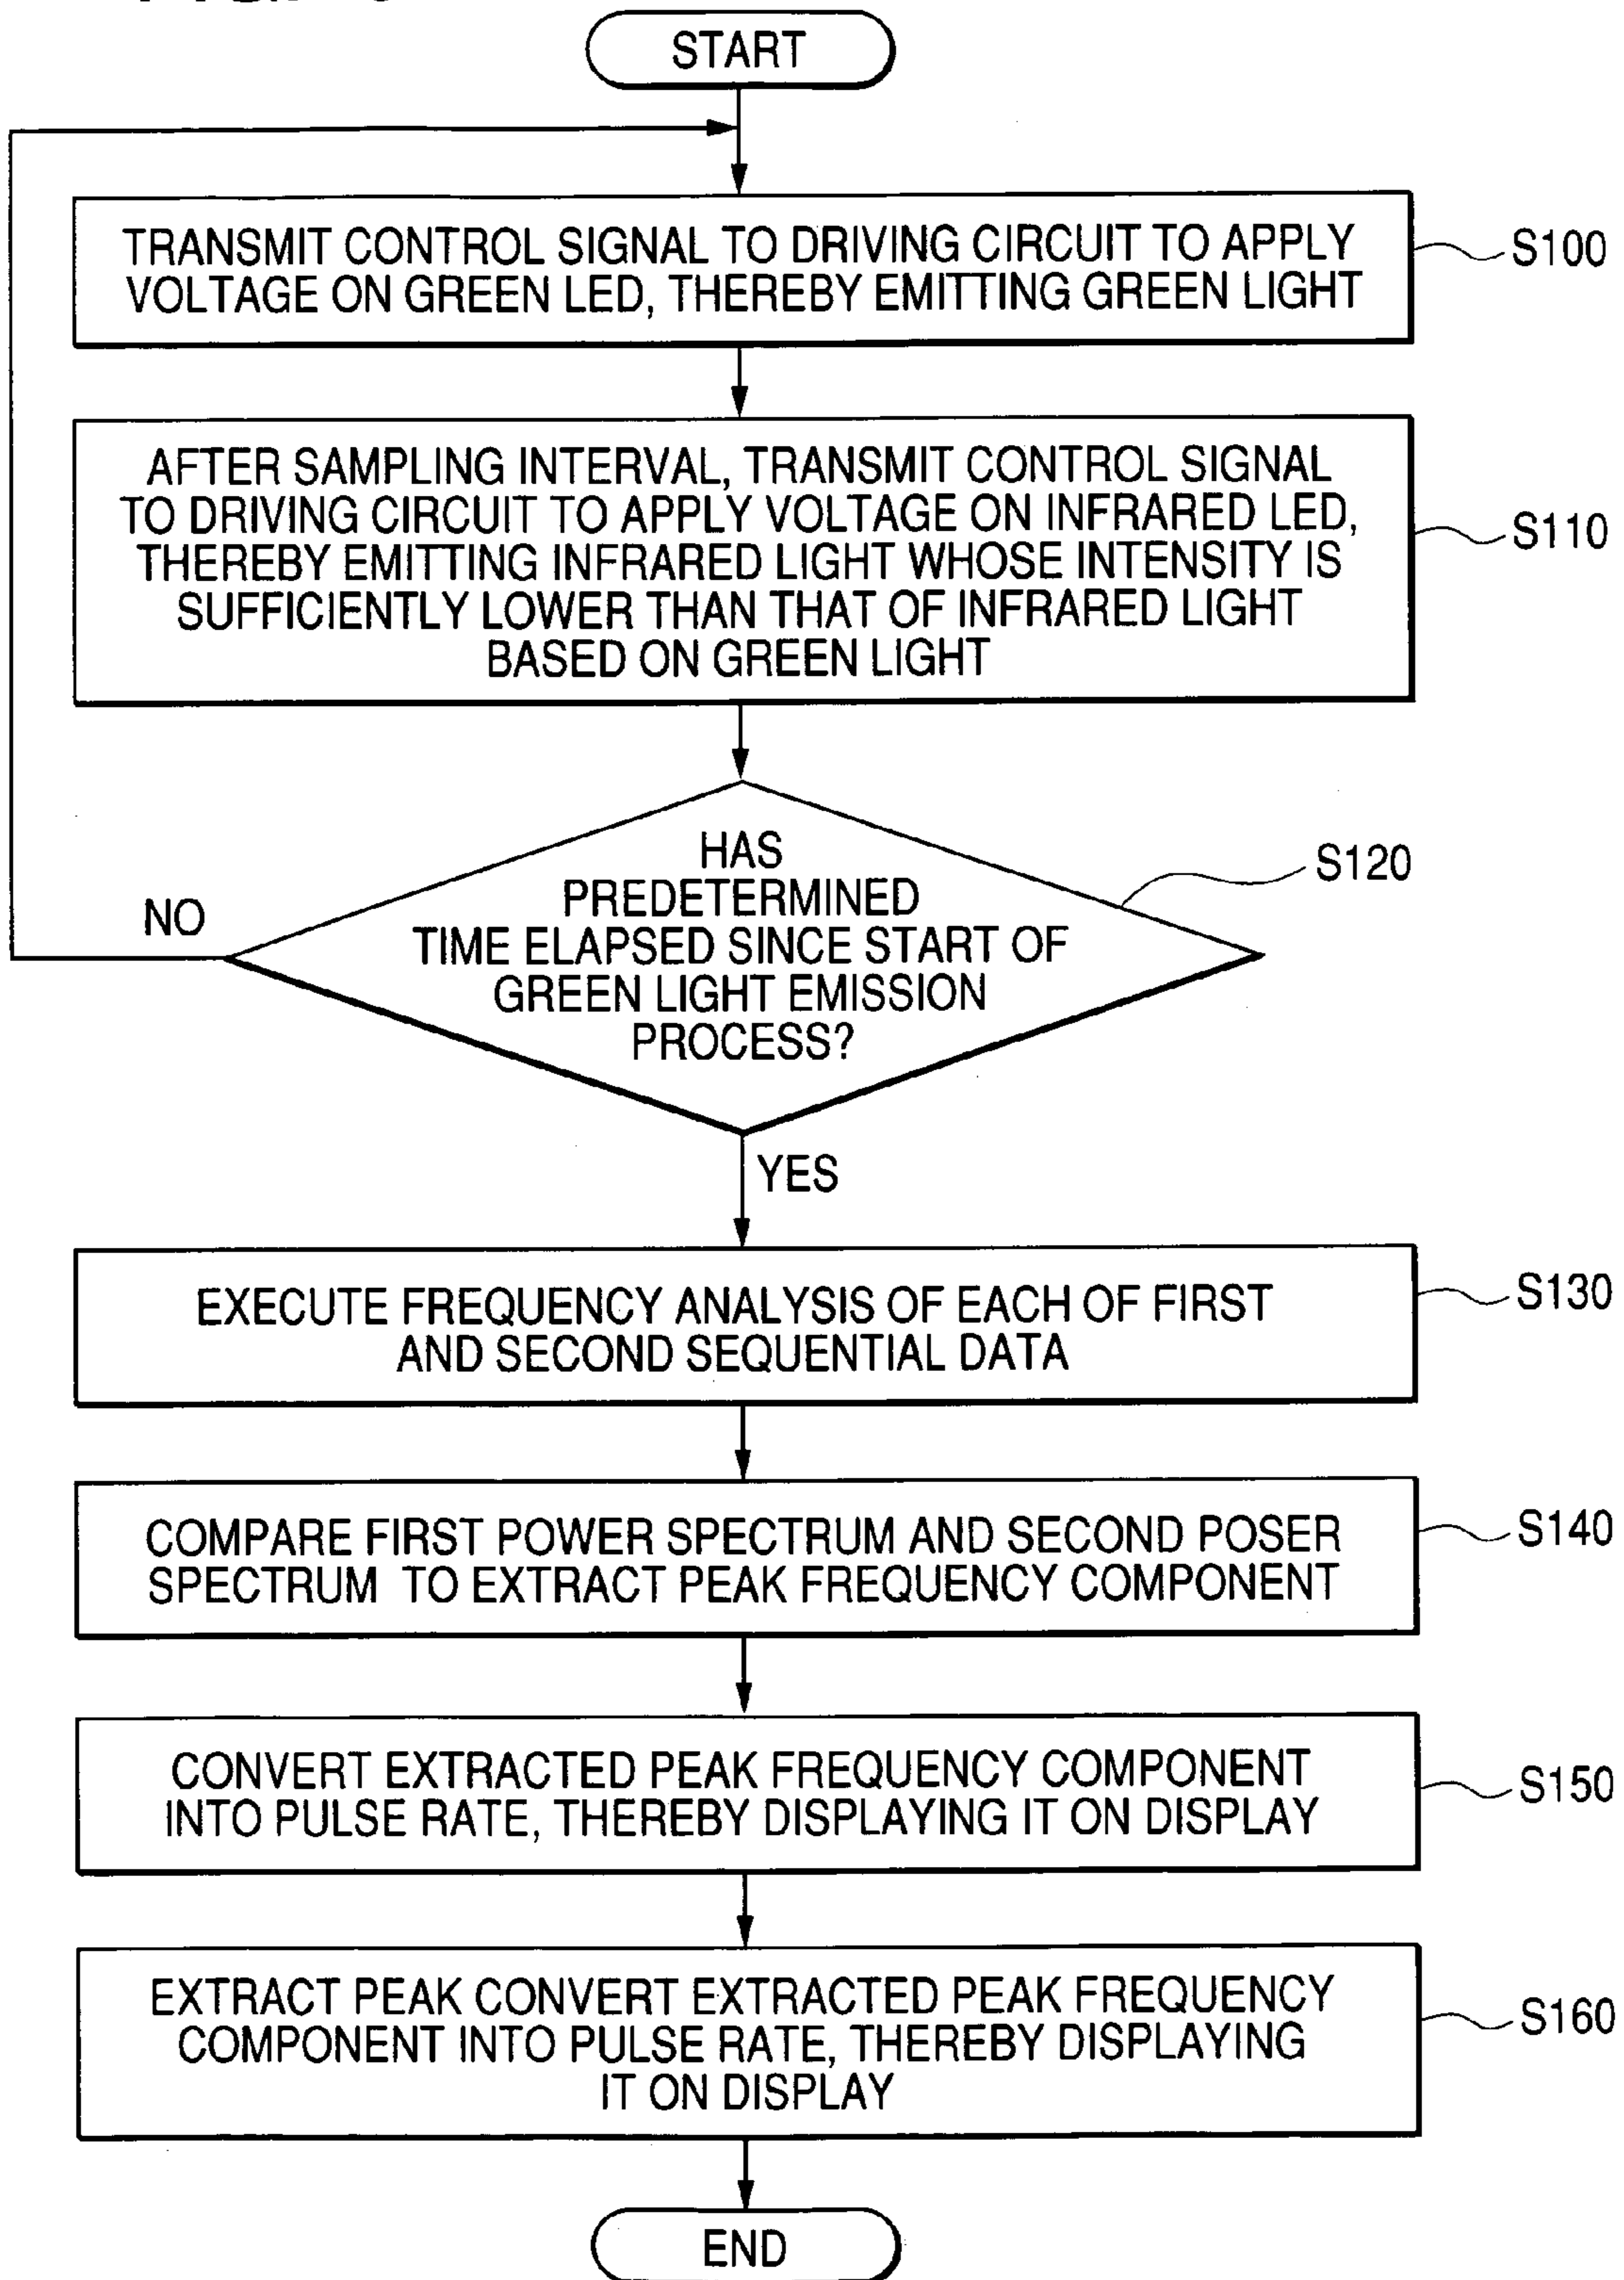 START
TRANSMIT CONTROL SIGNAL TO DRIVING CIRCUIT TO APPLY
VOLTAGE ON GREEN LED, THEREBY EMITTING GREEN LIGHT
S100
AFTER SAMPLING INTERVAL, TRANSMIT CONTROL SIGNAL
TO DRIVING CIRCUIT TO APPLY VOLTAGE ON INFRARED LED,
THEREBY EMITTING INFRARED LIGHT WHOSE INTENSITY IS
SUFFICIENTLY LOWER THAN THAT OF INFRARED LIGHT
BASED ON GREEN LIGHT
S110
HAS
PREDETERMINED
TIME ELAPSED SINCE START OF
GREEN LIGHT EMISSION
PROCESS?
S120
NO
YES
EXECUTE FREQUENCY ANALYSIS OF EACH OF FIRST
AND SECOND SEQUENTIAL DATA
S130
COMPARE FIRST POWER SPECTRUM AND SECOND POSER
SPECTRUM TO EXTRACT PEAK FREQUENCY COMPONENT
S140
CONVERT EXTRACTED PEAK FREQUENCY COMPONENT
INTO PULSE RATE, THEREBY DISPLAYING IT ON DISPLAY
S150
EXTRACT PEAK CONVERT EXTRACTED PEAK FREQUENCY
COMPONENT INTO PULSE RATE, THEREBY DISPLAYING
IT ON DISPLAY
S160
END